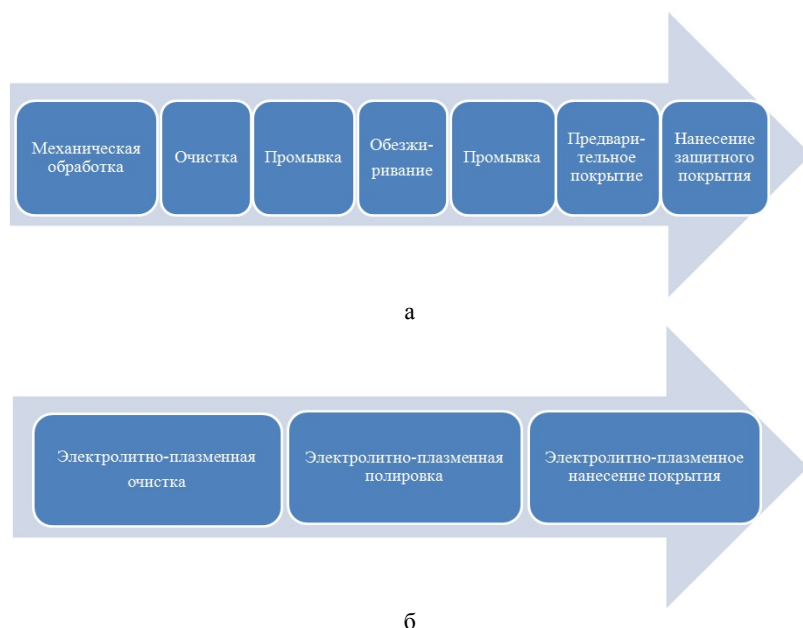 Механическая
обработка
Очистка
Промывка
Обезжи-
ривание
Промывка
Предвари-
тельное
покрытие
Нанесение
защитного
покрытия
а
Электролитно-плазменная
очистка
Электролитно-плазменная
полировка
Электролитно-плазменное
нанесение покрытия
б